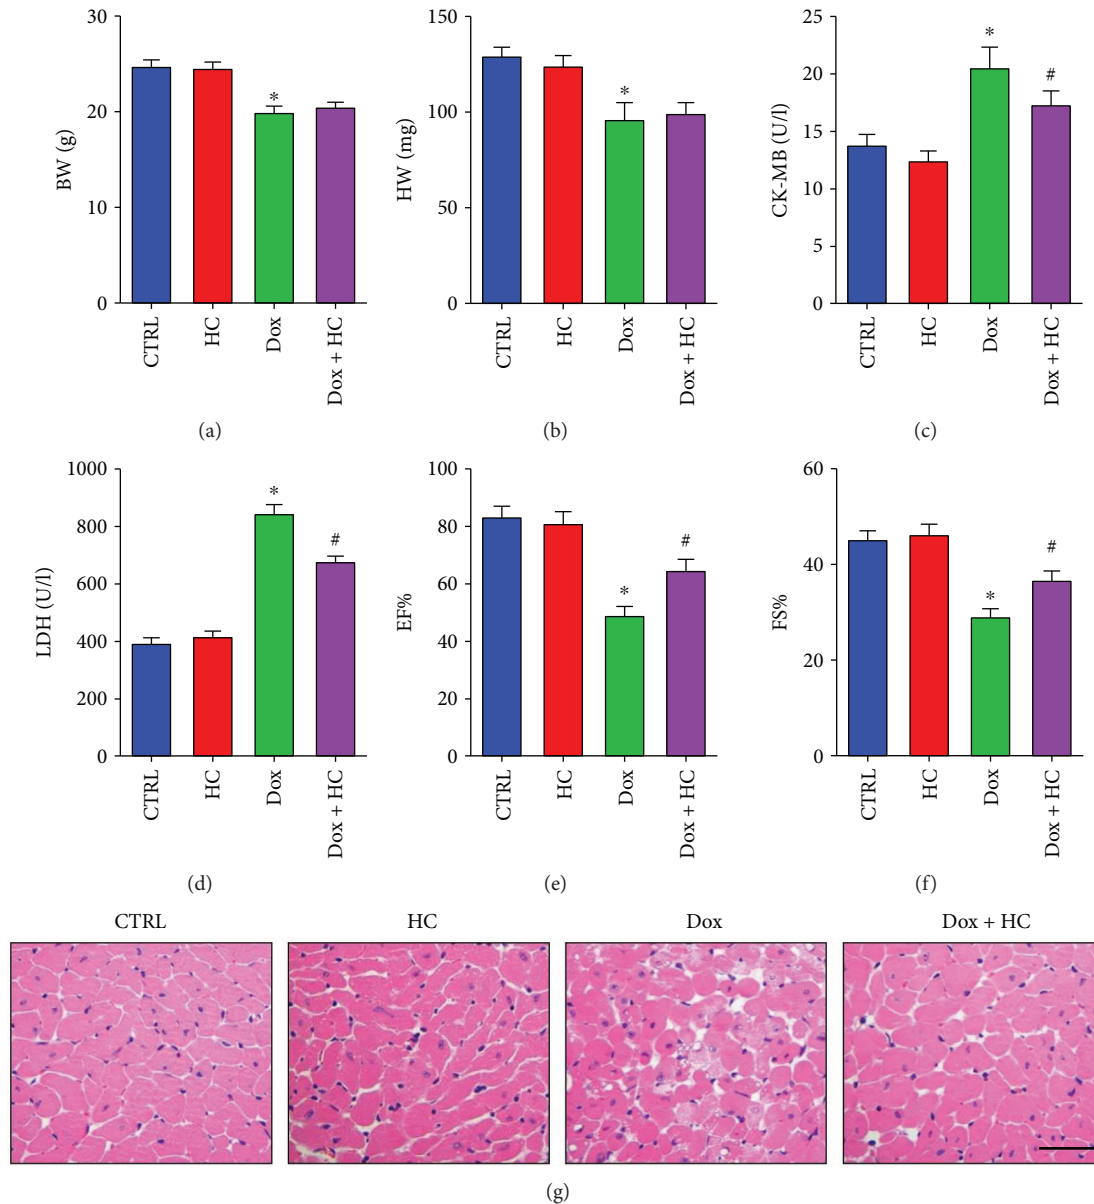 30
20
10
0
BW (g)
*
CTRL
HC
Dox
Dox + HC
(a)
150
100
50
0
HW (mg)
*
CTRL
HC
Dox
Dox + HC
(b)
25
20
15
10
5
0
CK-MB (U/l)
*
#
CTRL
HC
Dox
Dox + HC
(c)
1000
800
600
400
200
0
LDH (U/l)
*
#
CTRL
HC
Dox
Dox + HC
(d)
100
80
60
40
20
0
EF%
*
#
CTRL
HC
Dox
Dox + HC
(e)
60
40
20
0
FS%
*
#
CTRL
HC
Dox
Dox + HC
(f)
CTRL
HC
Dox
Dox + HC
(g)